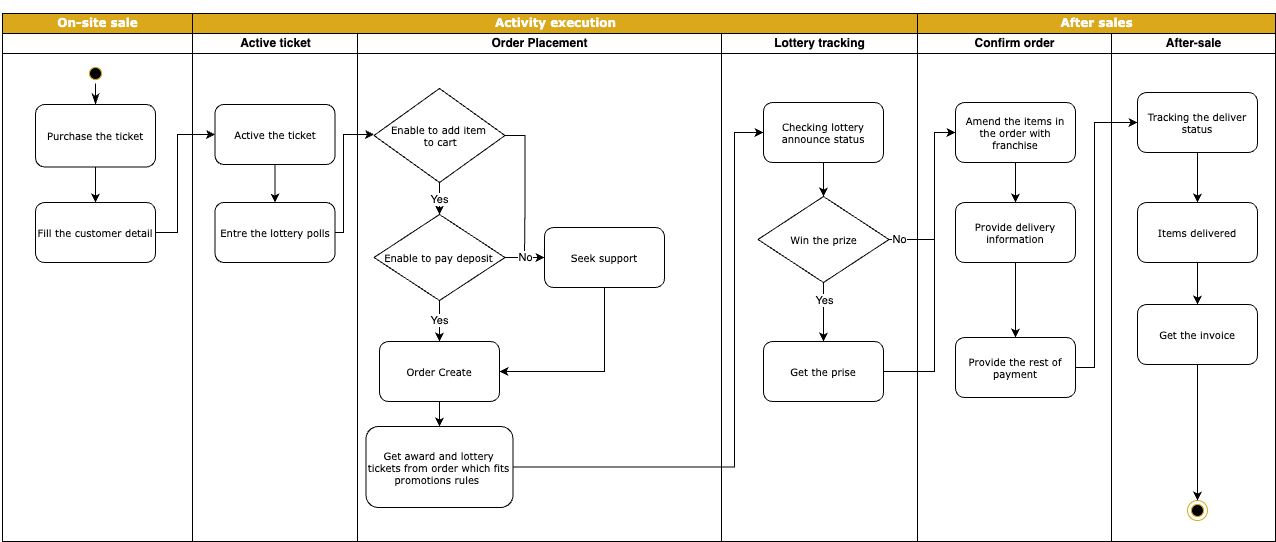 On-site sale
Activity execution
After sales
Active ticket
Order Placement
Lottery tracking
Confirm order
After-sale
Purchase the ticket
Fill the customer detail
Active the ticket
Entre the lottery polls
Enable to add item
to cart
Yes
Enable to pay deposit
No
Seek support
Yes
Order Create
Get award and lottery
tickets from order which fits
promotions rules
Checking lottery
announce status
Win the prize
No
Yes
Get the prise
Amend the items in
the order with
franchise
Provide delivery
information
Provide the rest of
payment
Tracking the deliver
status
Items delivered
Get the invoice